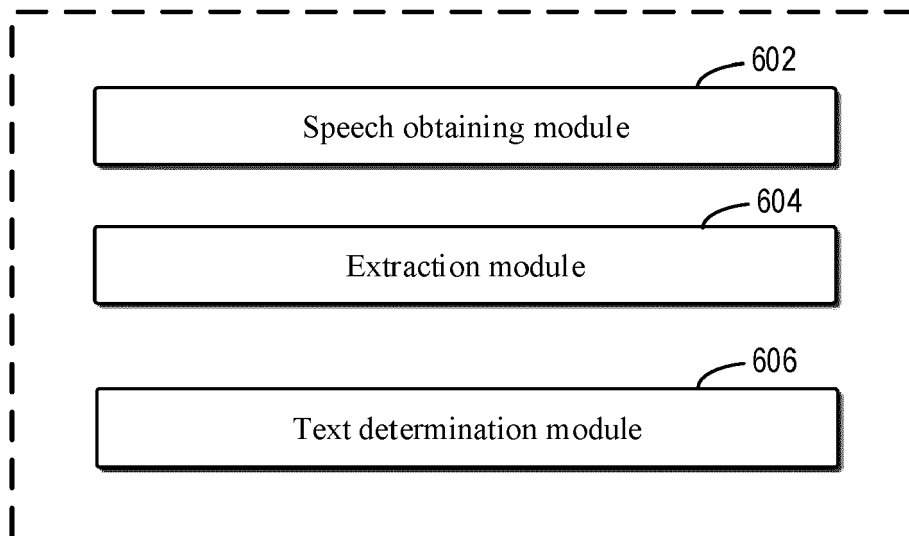 602
Speech obtaining module
604
Extraction module
606
Text determination module